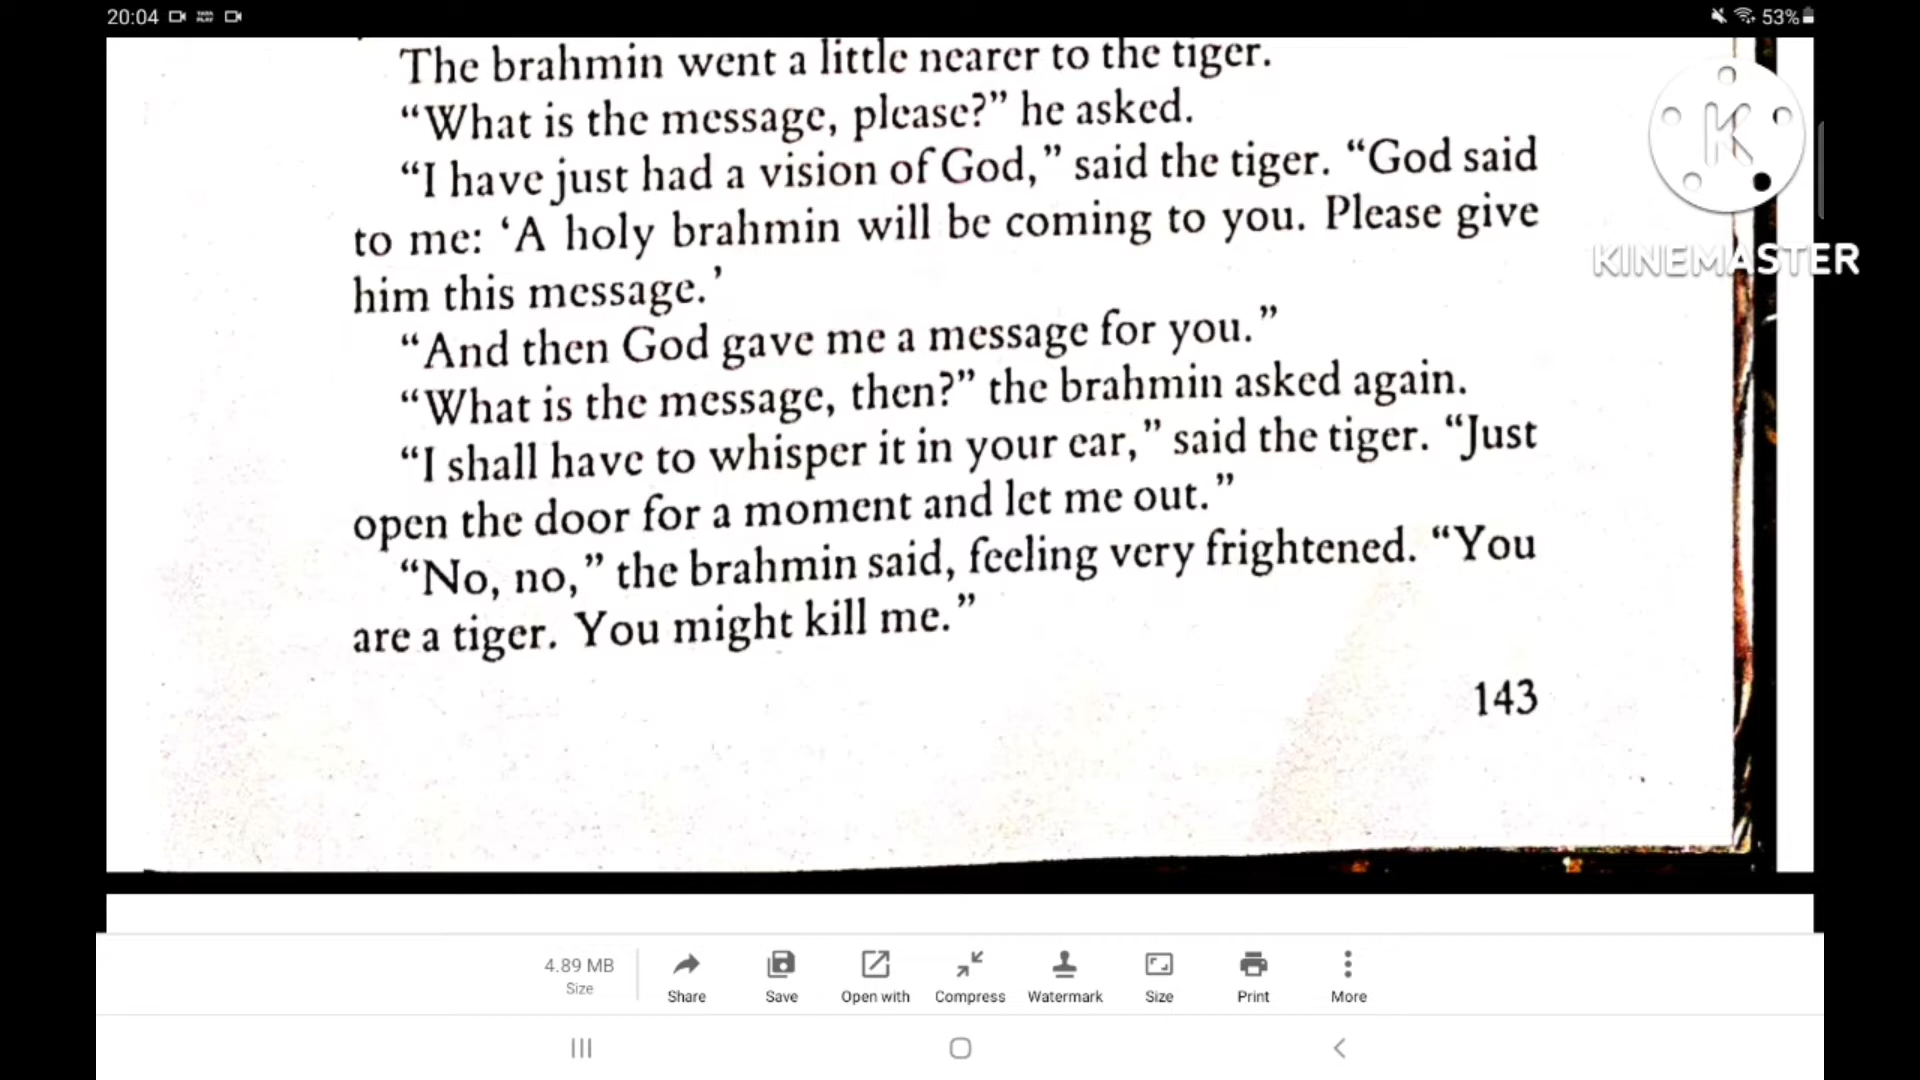 20:04
53%
The brahmin went a little nearer to the tiger.
“What is the message, please?” he asked.
“I have just had a vision of God,” said the tiger. “God said
to me: ‘A holy brahmin will be coming to you. Please give
him this message.’
“And then God gave me a message for you.”
“What is the message, then?” the brahmin asked again.
“I shall have to whisper it in your ear,” said the tiger. “Just
open the door for a moment and let me out.”
“No, no,” the brahmin said, feeling very frightened. “You
are a tiger. You might kill me.”
143
K
KINEMASTER
4.89 MB
Size
Share
Save
Open with
Compress
Watermark
Size
Print
More